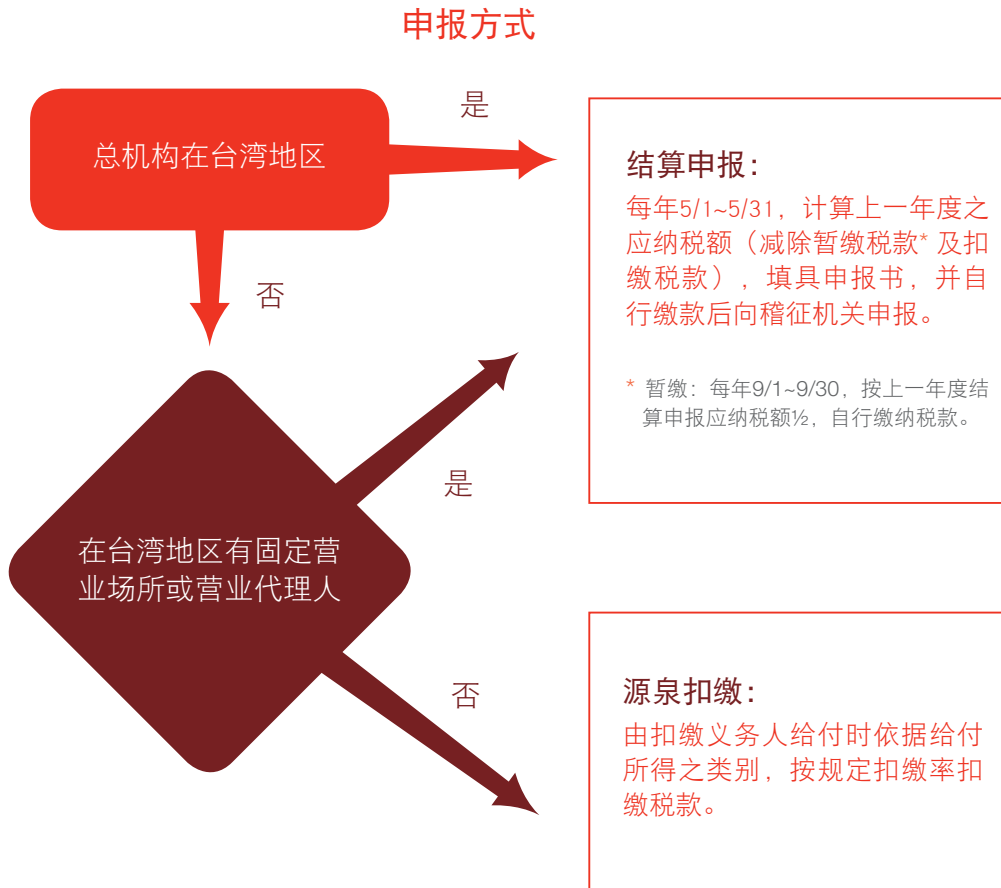 申报方式
总机构在台湾地区
是
否
结算申报：
每年5/1~5/31，计算上一年度之
应纳税额（减除暂缴税款* 及扣
缴税款），填具申报书，并自
行缴款后向稽征机关申报。
* 暂缴：每年9/1~9/30，按上一年度结
算申报应纳税额½，自行缴纳税款。
在台湾地区有固定营
业场所或营业代理人
是
否
源泉扣缴：
由扣缴义务人给付时依据给付
所得之类别，按规定扣缴率扣
缴税款。